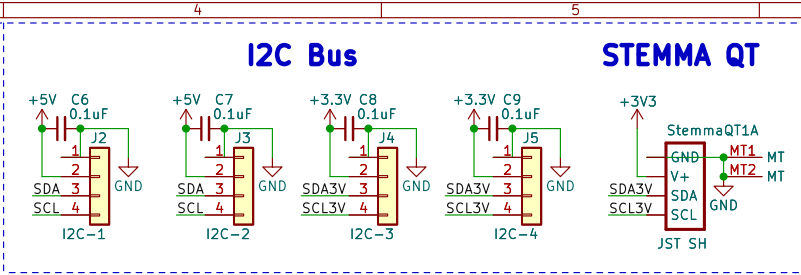 4 5
I2C Bus STEMMA QT
+5V C6 +5V C7 +3.3V C8 +3.3V C9 +3V3
0.1uF 0.1uF 0.1uF 0.1uF
J2 J3 J4 J5 StemmaQT1A
1 1 1 1 GND MT1 MT
2 2 2 2 V+ MT2 MT
GND GND GND GND
SDA 3 SDA 3 SDA3V 3 SDA3V 3 SDA3V SDA
GND
SCL 4 SCL 4 SCL3V 4 SCL3V 4 SCL3V SCL
I2C-1 I2C-2 I2C-3 I2C-4 JST SH